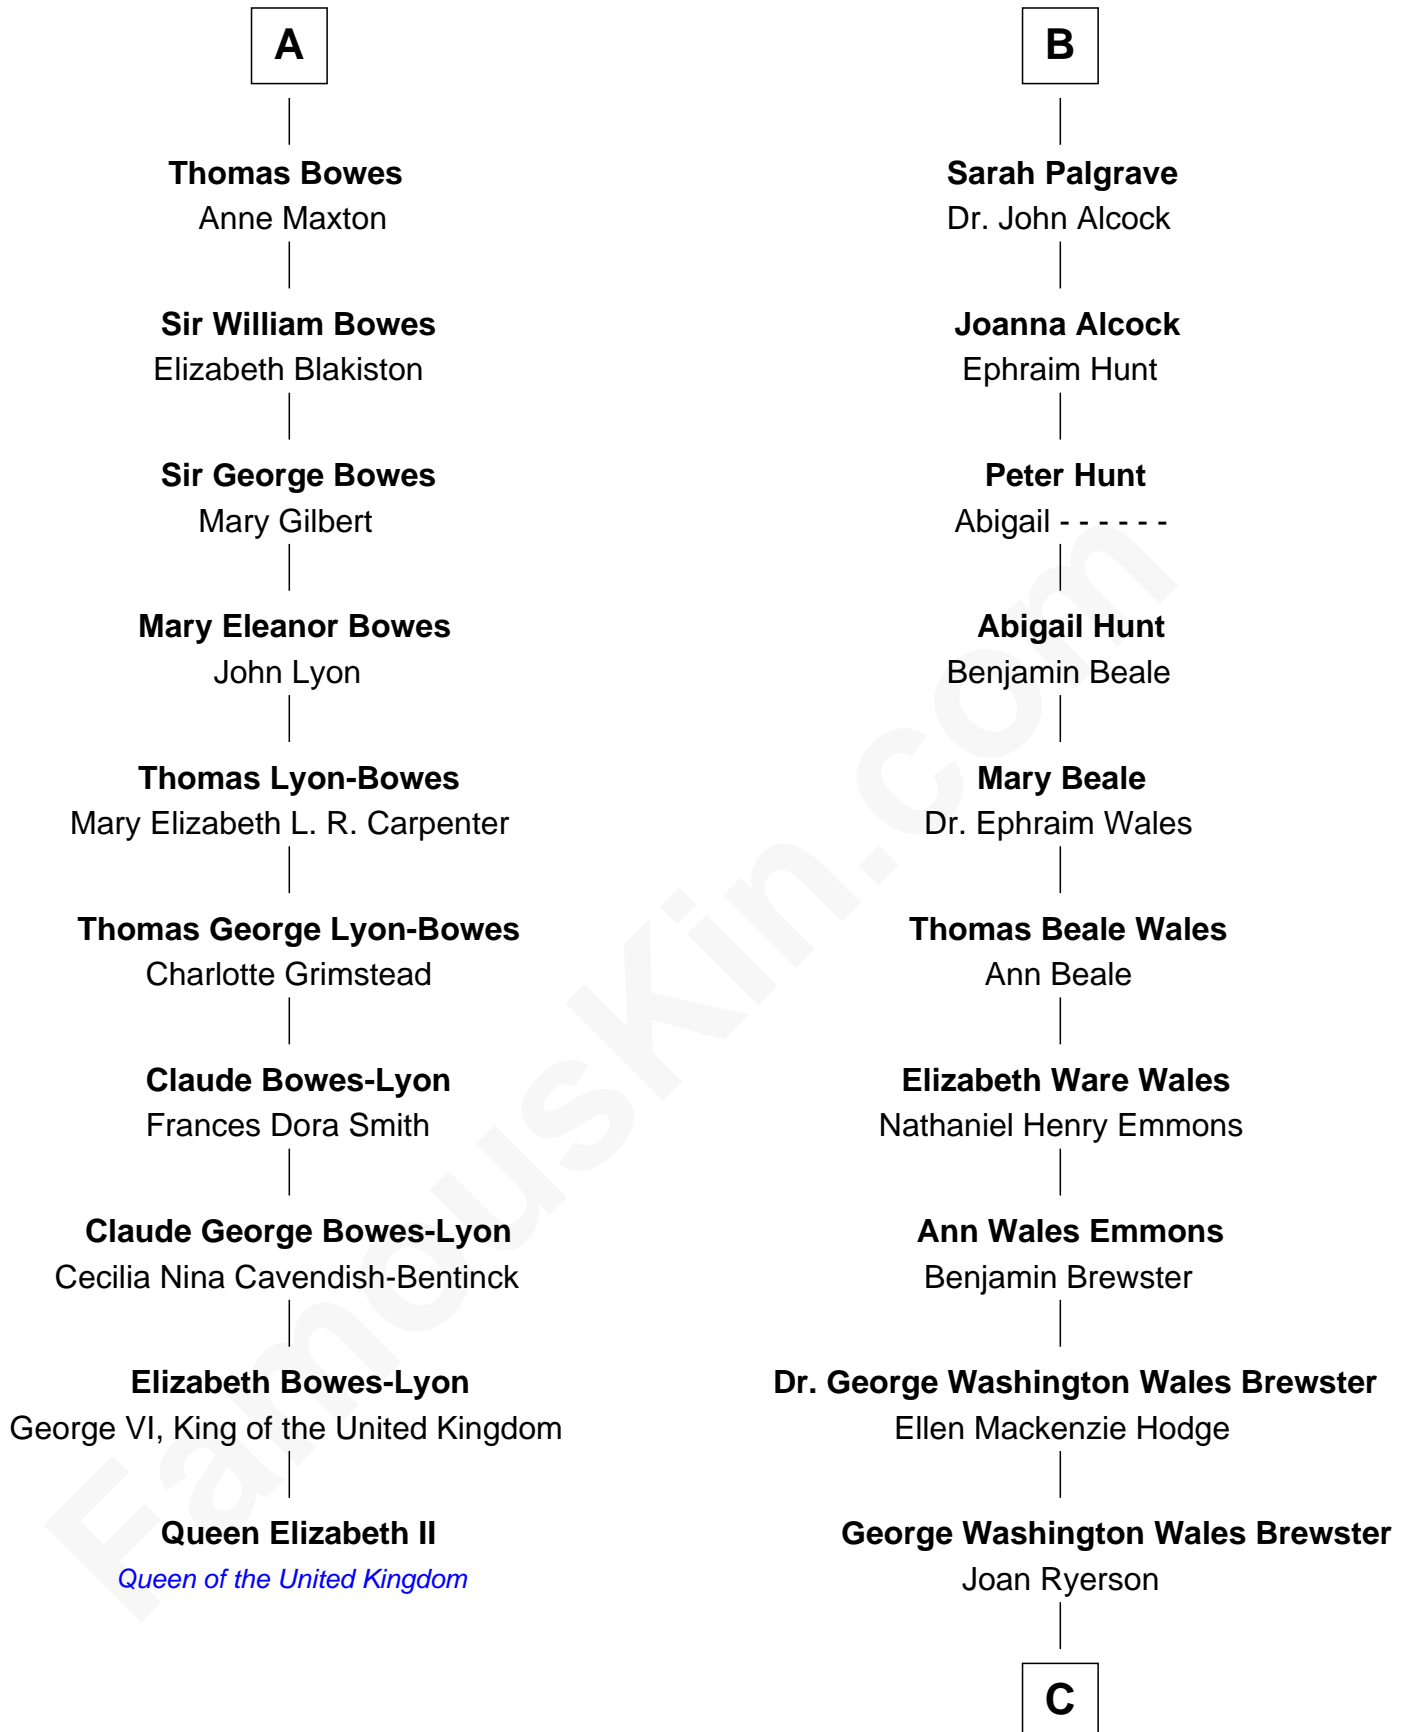 A
Thomas Bowes
Anne Maxton
Sir William Bowes
Elizabeth Blakiston
Sir George Bowes
Mary Gilbert
Mary Eleanor Bowes
John Lyon
Thomas Lyon-Bowes
Mary Elizabeth L. R. Carpenter
Thomas George Lyon-Bowes
Charlotte Grimstead
Claude Bowes-Lyon
Frances Dora Smith
Claude George Bowes-Lyon
Cecilia Nina Cavendish-Bentinck
Elizabeth Bowes-Lyon
George VI, King of the United Kingdom
Queen Elizabeth II
Queen of the United Kingdom
B
Sarah Palgrave
Dr. John Alcock
Joanna Alcock
Ephraim Hunt
Peter Hunt
Abigail - - - - - -
Abigail Hunt
Benjamin Beale
Mary Beale
Dr. Ephraim Wales
Thomas Beale Wales
Ann Beale
Elizabeth Ware Wales
Nathaniel Henry Emmons
Ann Wales Emmons
Benjamin Brewster
Dr. George Washington Wales Brewster
Ellen Mackenzie Hodge
George Washington Wales Brewster
Joan Ryerson
C
FamousKin.com